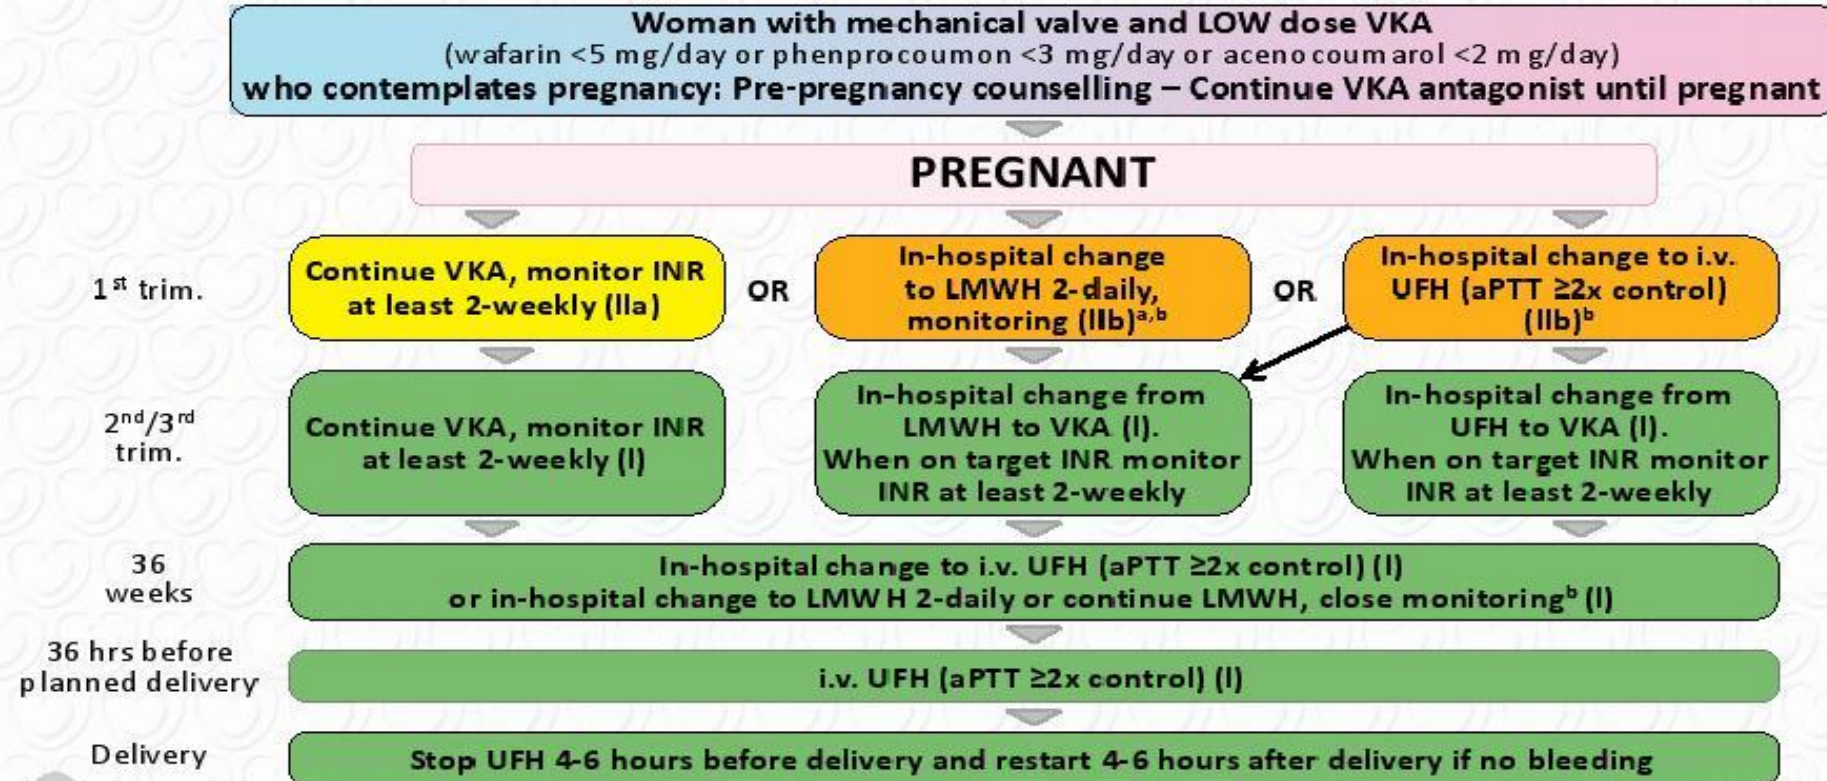 Woman with mechanical valve and LOW dose VKA
(wafarin <5 mg/day or phenprocoumon <3 mg/day or acenocoumarol <2 mg/day)
who contemplates pregnancy: Pre-pregnancy counselling – Continue VKA antagonist until pregnant
PREGNANT
1st trim.
Continue VKA, monitor INR
at least 2-weekly (IIa)
OR
In-hospital change
to LMWH 2-daily,
monitoring (IIb)a,b
OR
In-hospital change to i.v.
UFH (aPTT ≥2x control)
(IIb)b
2nd/3rd
trim.
Continue VKA, monitor INR
at least 2-weekly (I)
In-hospital change from
LMWH to VKA (I).
When on target INR monitor
INR at least 2-weekly
In-hospital change from
UFH to VKA (I).
When on target INR monitor
INR at least 2-weekly
36
weeks
In-hospital change to i.v. UFH (aPTT ≥2x control) (I)
or in-hospital change to LMWH 2-daily or continue LMWH, close monitoringb (I)
36 hrs before
planned delivery
i.v. UFH (aPTT ≥2x control) (I)
Delivery
Stop UFH 4-6 hours before delivery and restart 4-6 hours after delivery if no bleeding